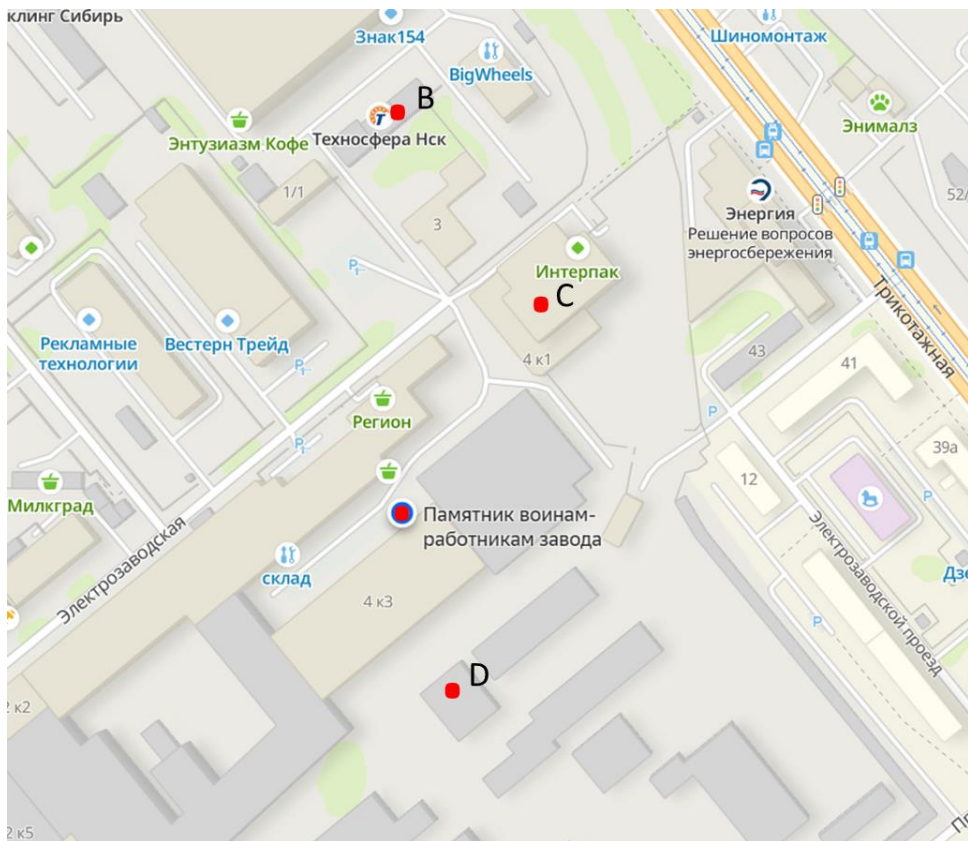 клинг Сибирь
Знак154
Шиномонтаж
BigWheels
B
Энималз
Энтузиазм Кофе
Техносфера Нск
1/1
3
52/
Энергия
Решение вопросов
энергосбережения
Интерпак
C
Трикотажная
Рекламные
технологии
Вестерн Трейд
4 к1
43
41
P
P
P
Регион
39а
12
P
Милкград
Электрозаводская
Памятник воинам-
работникам завода
Электрозаводской проезд
склад
Дзе
4 к3
P
P
D
2 к2
2 к5
Пр